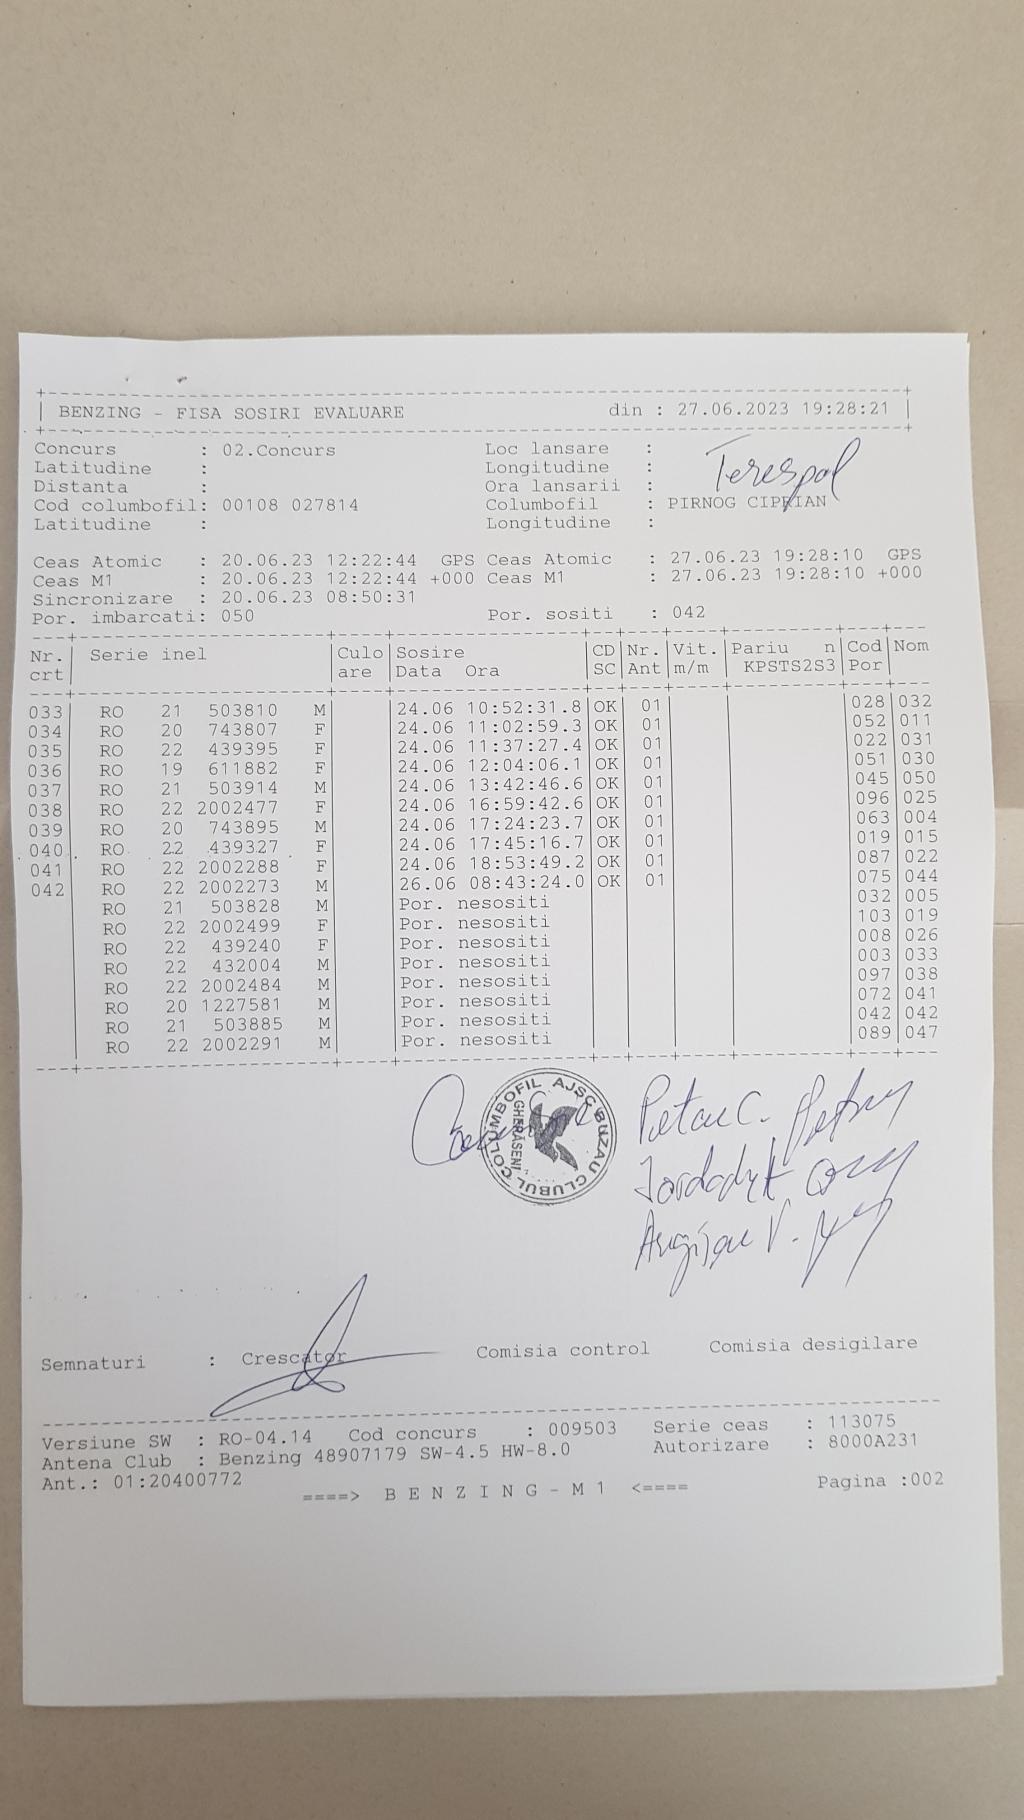 BENZING - FISA SOSIRI EVALUARE din : 27.06.2023 19:28:21
Concurs : 02.Concurs Loc lansare :
Latitudine : Longitudine : Terespol
Distanta : Ora lansarii :
Cod columbofil: 00108 027814 Columbofil : PIRNOG CIPRIAN
Latitudine : Longitudine :
Ceas Atomic : 20.06.23 12:22:44 GPS Ceas Atomic : 27.06.23 19:28:10 GPS
Ceas M1 : 20.06.23 12:22:44 +000 Ceas M1 : 27.06.23 19:28:10 +000
Sincronizare : 20.06.23 08:50:31
Por. imbarcati: 050 Por. sositi : 042
Nr. Serie inel Culo Sosire CD Nr. Vit. Pariu n Cod Nom
crt are Data Ora SC Ant m/m KPSTS2S3 Por
033 RO 21 503810 M 24.06 10:52:31.8 OK 01 028 032
034 RO 20 743807 F 24.06 11:02:59.3 OK 01 052 011
035 RO 22 439395 F 24.06 11:37:27.4 OK 01 022 031
036 RO 19 611882 F 24.06 12:04:06.1 OK 01 051 030
037 RO 21 503914 M 24.06 13:42:46.6 OK 01 045 050
038 RO 22 2002477 F 24.06 16:59:42.6 OK 01 096 025
039 RO 20 743895 M 24.06 17:24:23.7 OK 01 063 004
040 RO 22 439327 F 24.06 17:45:16.7 OK 01 019 015
041 RO 22 2002288 F 24.06 18:53:49.2 OK 01 087 022
042 RO 22 2002273 M 26.06 08:43:24.0 OK 01 075 044
RO 21 503828 M Por. nesositi 032 005
RO 22 2002499 F Por. nesositi 103 019
RO 22 439240 F Por. nesositi 008 026
RO 22 432004 M Por. nesositi 003 033
RO 22 2002484 M Por. nesositi 097 038
RO 20 1227581 M Por. nesositi 072 041
RO 21 503885 M Por. nesositi 042 042
RO 22 2002291 M Por. nesositi 089 047
CLUBUL COLUMBOFIL AJSC BUZAU
GHERĂSENI
Semnaturi : Crescator Comisia control Comisia desigilare
Versiune SW : RO-04.14 Cod concurs : 009503 Serie ceas : 113075
Antena Club : Benzing 48907179 SW-4.5 HW-8.0 Autorizare : 8000A231
Ant.: 01:20400772
====> B E N Z I N G - M 1 <==== Pagina :002